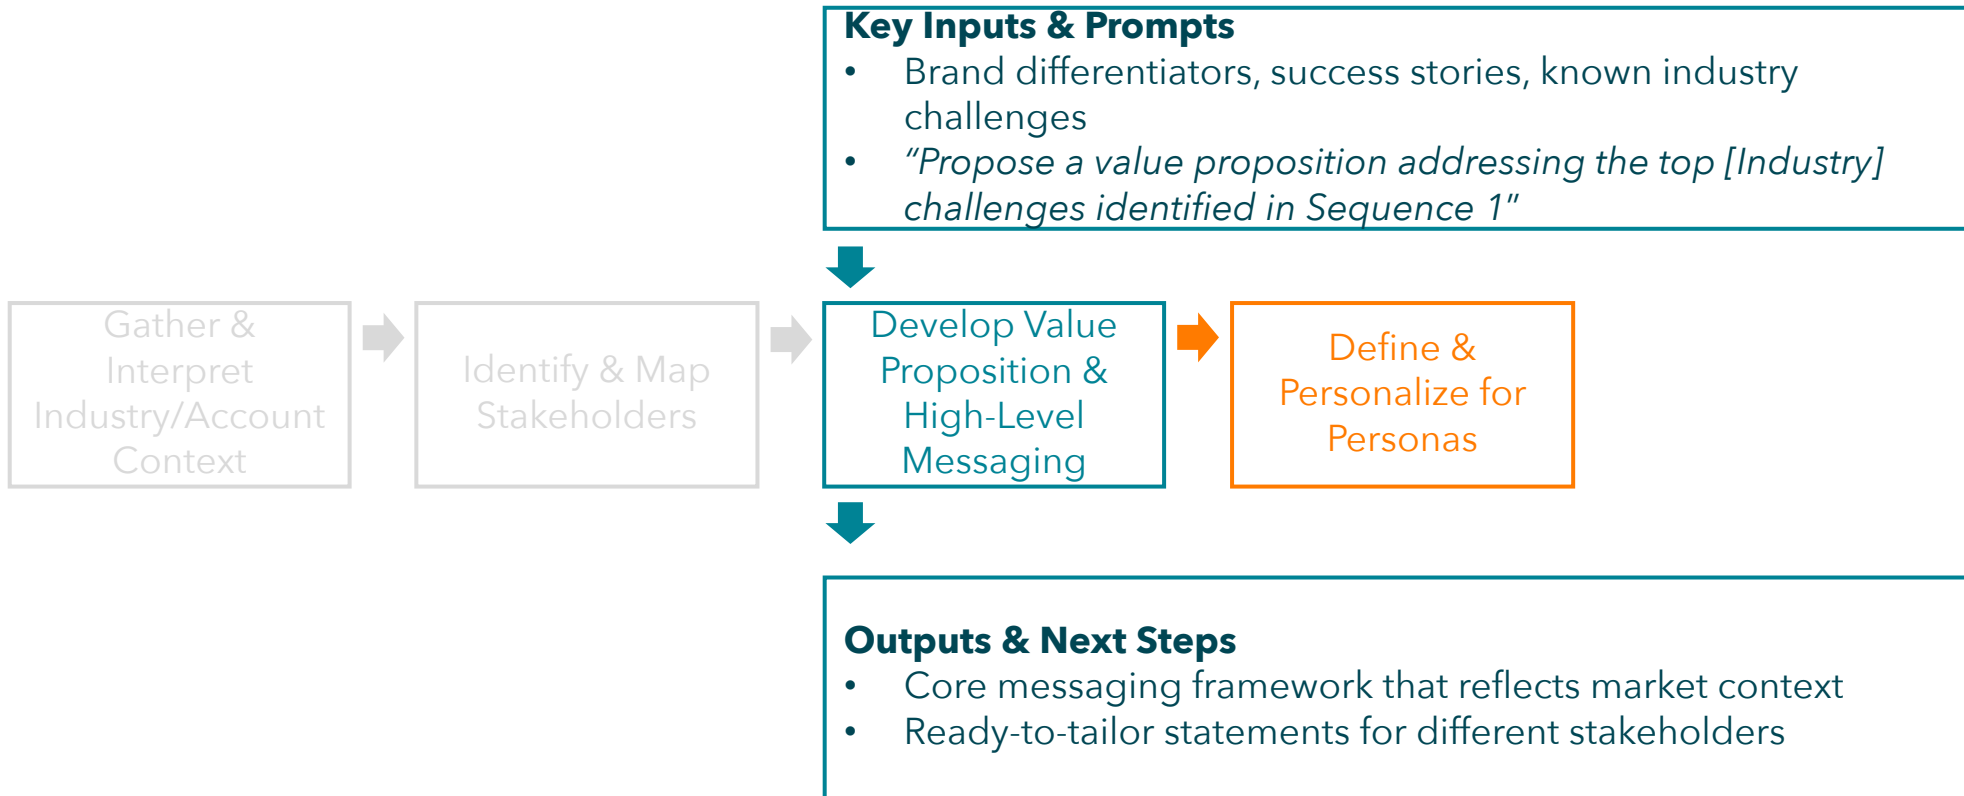 Key Inputs & Prompts
• Brand differentiators, success stories, known industry
challenges
• “Propose a value proposition addressing the top [Industry]
challenges identified in Sequence 1”
Gather &
Interpret
Industry/Account
Context
Identify & Map
Stakeholders
Develop Value
Proposition &
High-Level
Messaging
Define &
Personalize for
Personas
Outputs & Next Steps
• Core messaging framework that reflects market context
• Ready-to-tailor statements for different stakeholders